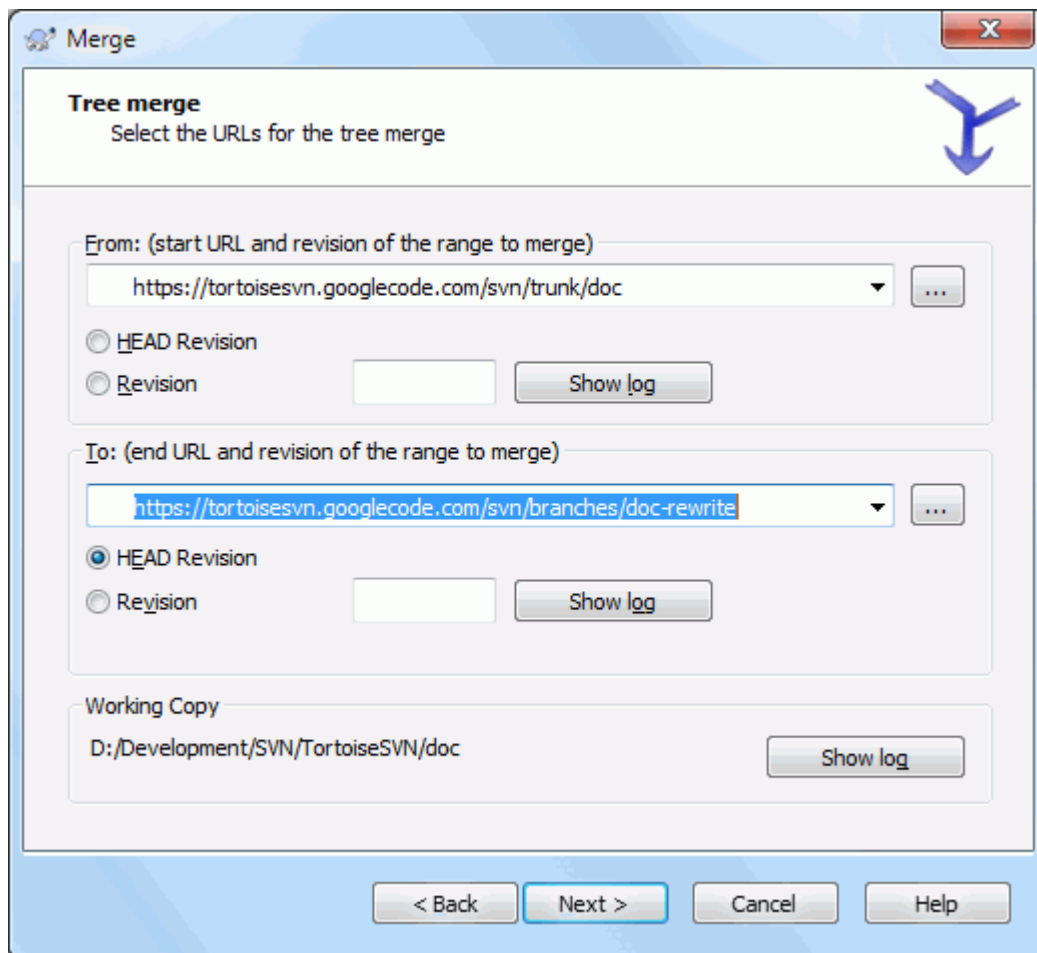 Merge
Tree merge
Select the URLs for the tree merge
From: (start URL and revision of the range to merge)
https://tortoisesvn.googlecode.com/svn/trunk/doc
...
HEAD Revision
Revision
Show log
To: (end URL and revision of the range to merge)
https://tortoisesvn.googlecode.com/svn/branches/doc-rewrite
...
HEAD Revision
Revision
Show log
Working Copy
D:/Development/SVN/TortoiseSVN/doc
Show log
< Back
Next >
Cancel
Help